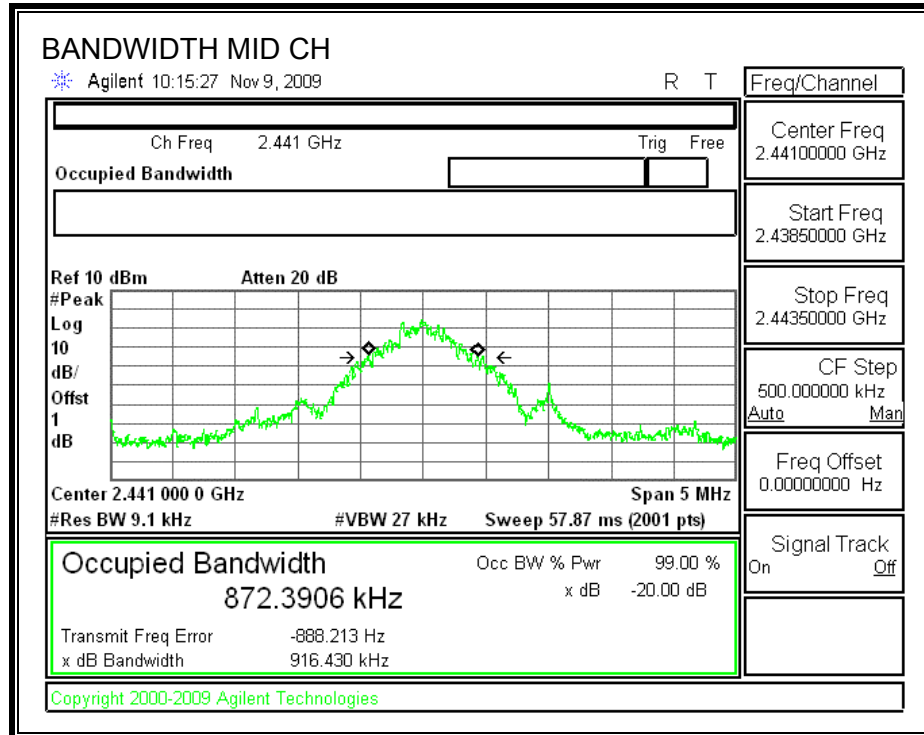 BANDWIDTH MID CH
Agilent 10:15:27 Nov 9, 2009 R T
Freq/Channel
Ch Freq 2.441 GHz Trig Free
Occupied Bandwidth
Center Freq
2.44100000 GHz
Start Freq
2.43850000 GHz
Stop Freq
2.44350000 GHz
CF Step
500.000000 kHz
Auto Man
Freq Offset
0.00000000 Hz
Signal Track
On Off
Ref 10 dBm Atten 20 dB
#Peak
Log
10
dB/
Offst
1
dB
Center 2.441 000 0 GHz Span 5 MHz
#Res BW 9.1 kHz #VBW 27 kHz Sweep 57.87 ms (2001 pts)
Occupied Bandwidth Occ BW % Pwr 99.00 %
872.3906 kHz x dB -20.00 dB
Transmit Freq Error -888.213 Hz
x dB Bandwidth 916.430 kHz
Copyright 2000-2009 Agilent Technologies